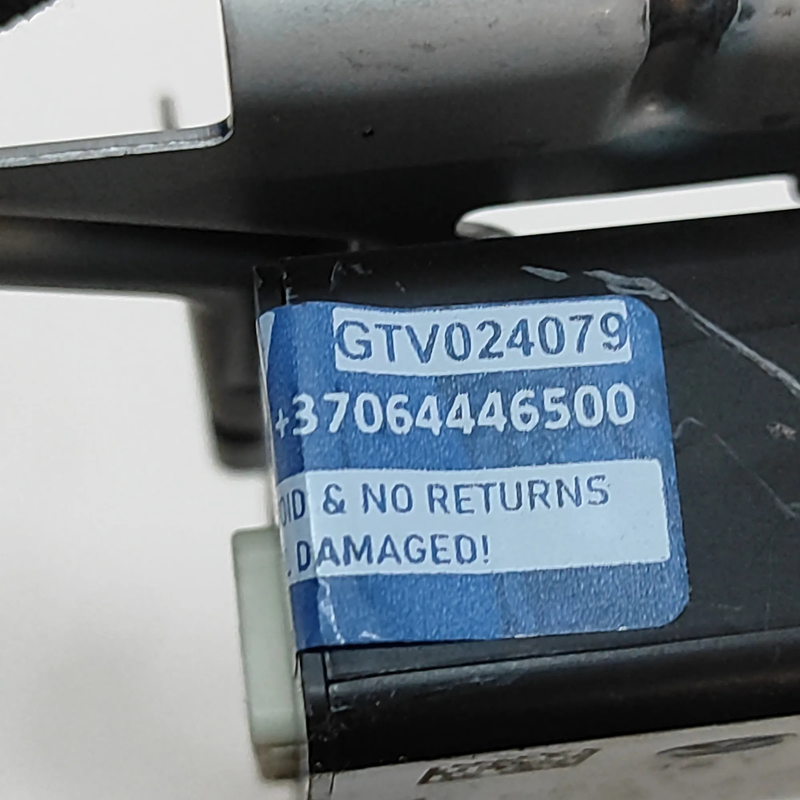 GTV024079
+37064446500
OID & NO RETURNS
DAMAGED!